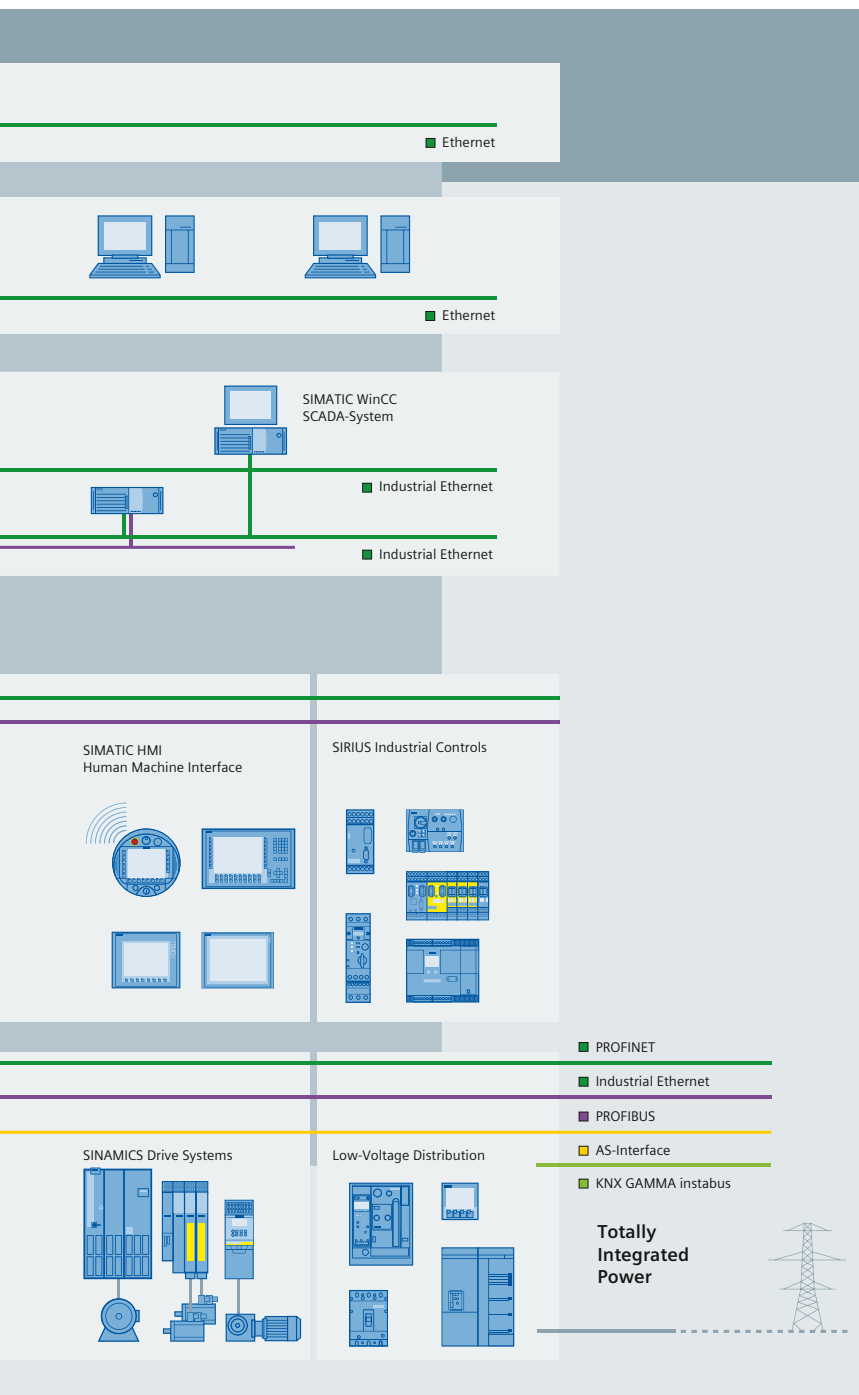 Ethernet
Ethernet
SIMATIC WinCC
SCADA-System
Industrial Ethernet
Industrial Ethernet
SIMATIC HMI
Human Machine Interface
SIRIUS Industrial Controls
PROFINET
Industrial Ethernet
PROFIBUS
AS-Interface
KNX GAMMA instabus
SINAMICS Drive Systems
Low-Voltage Distribution
Totally
Integrated
Power